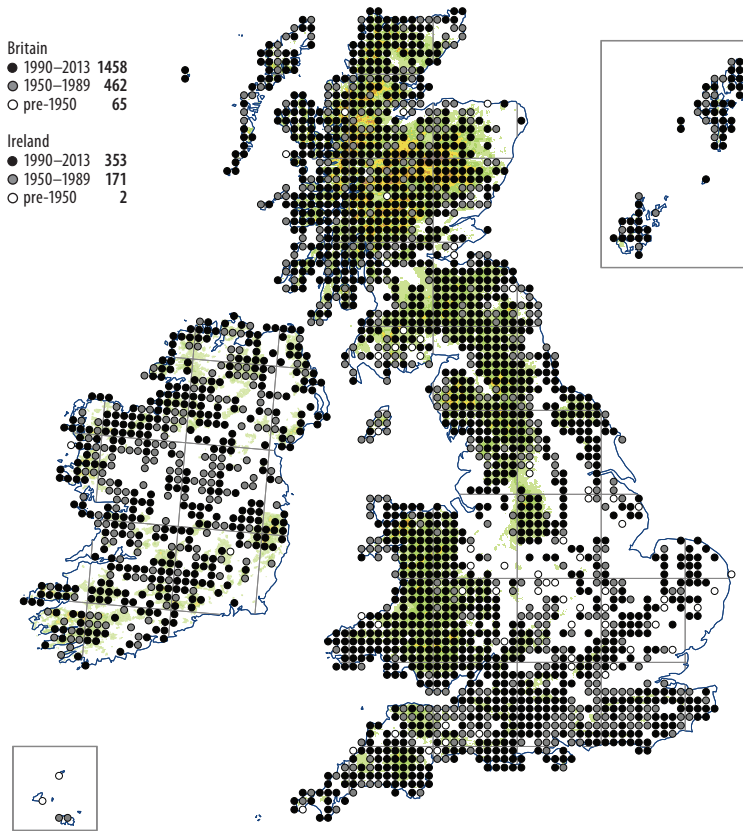 Britain
1990–2013 1458
1950–1989 462
pre-1950 65
Ireland
1990–2013 353
1950–1989 171
pre-1950 2